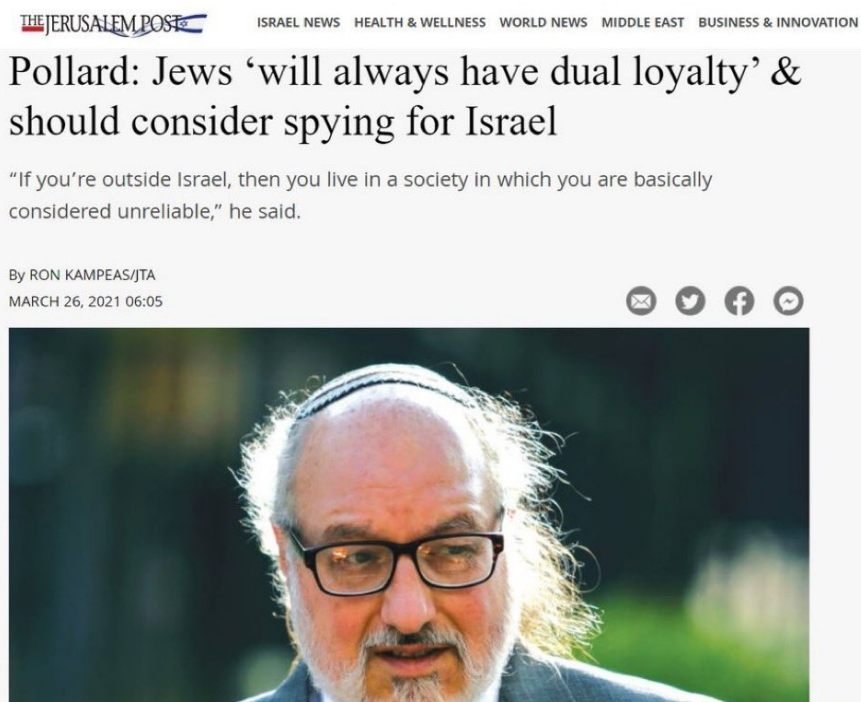 THE JERUSALEM POST
ISRAEL NEWS HEALTH & WELLNESS WORLD NEWS MIDDLE EAST BUSINESS & INNOVATION
Pollard: Jews ‘will always have dual loyalty’ &
should consider spying for Israel
“If you’re outside Israel, then you live in a society in which you are basically
considered unreliable,” he said.
By RON KAMPEAS/JTA
MARCH 26, 2021 06:05